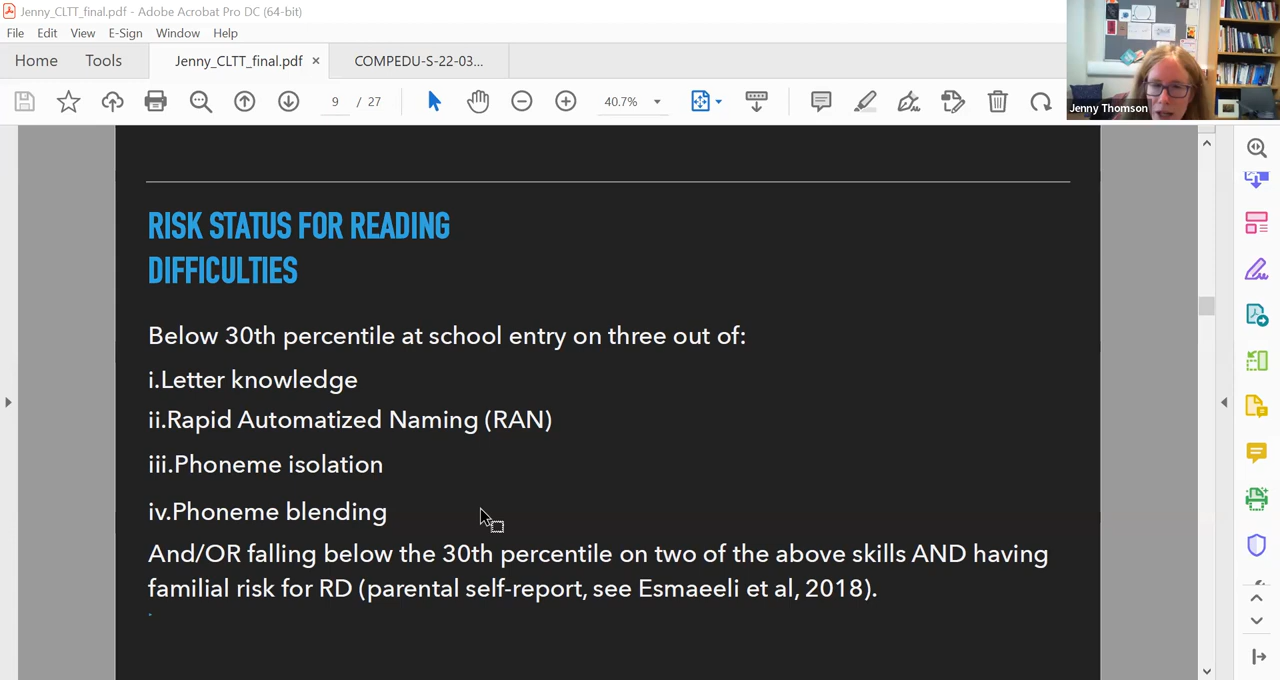 Jenny_CLTT_final.pdf - Adobe Acrobat Pro DC (64-bit)
File Edit View E-Sign Window Help
Home Tools Jenny_CLTT_final.pdf × COMPEDU-S-22-03...
9 / 27 40.7%
Jenny Thomson
RISK STATUS FOR READING
DIFFICULTIES
Below 30th percentile at school entry on three out of:
i.Letter knowledge
ii.Rapid Automatized Naming (RAN)
iii.Phoneme isolation
iv.Phoneme blending
And/OR falling below the 30th percentile on two of the above skills AND having
familial risk for RD (parental self-report, see Esmaeeli et al, 2018).